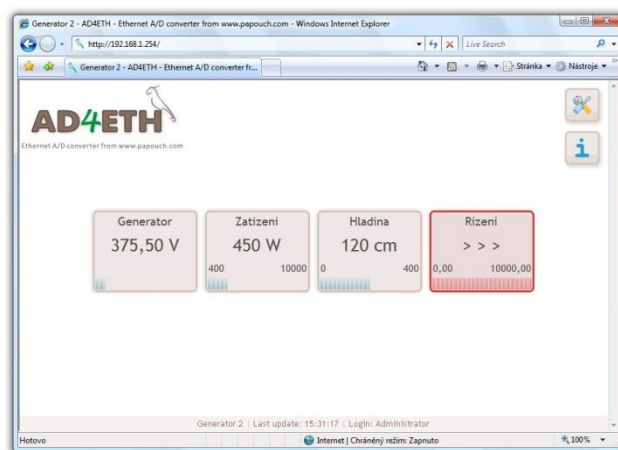 Generator 2 - AD4ETH - Ethernet A/D converter from www.papouch.com - Windows Internet Explorer
http://192.168.1.254/
Live Search
Generator 2 - AD4ETH - Ethernet A/D converter fr...
Stránka
Nástroje
AD4ETH
Ethernet A/D converter from www.papouch.com
i
Generator
375,50 V
Zatizeni
450 W
400 10000
Hladina
120 cm
0 400
Rizeni
> > >
0,00 10000,00
Generator 2 | Last update: 15:31:17 | Login: Administrator
Hotovo
Internet | Chráněný režim: Zapnuto
100%